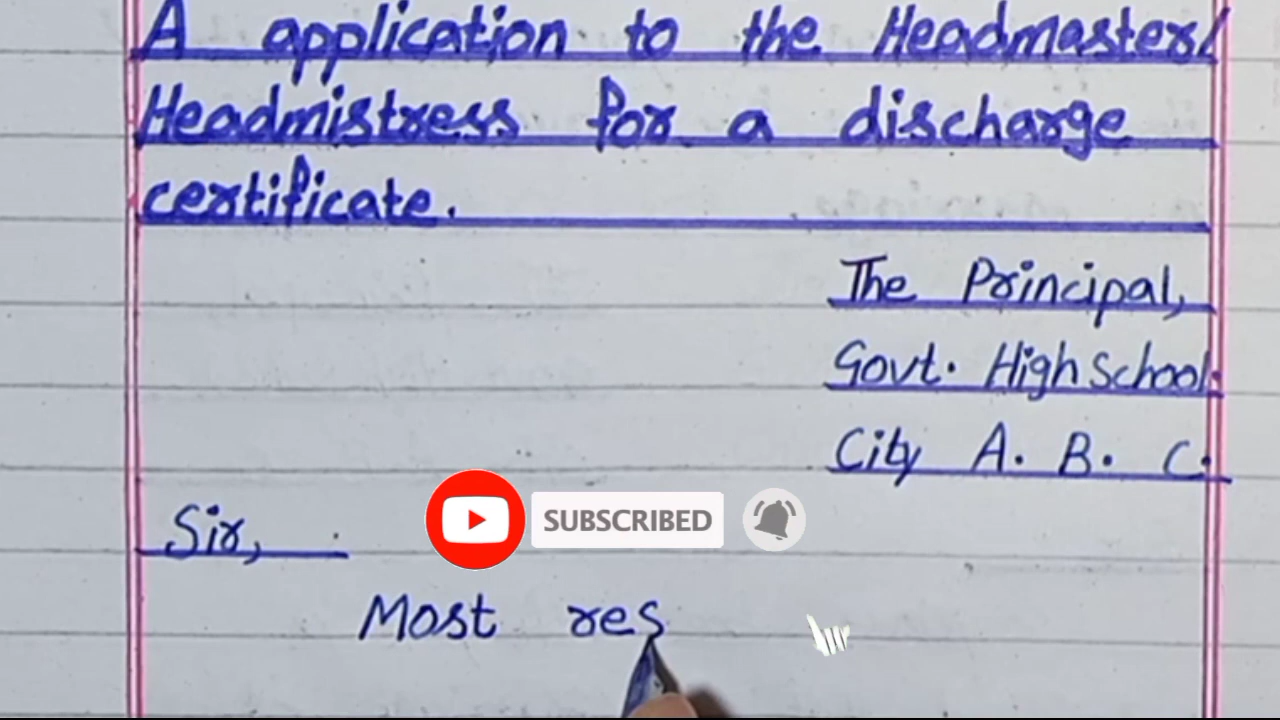 A application to the Headmaster/
Headmistress for a discharge
certificate.
The Principal,
Govt. High School.
City A. B. C.
Sir,
SUBSCRIBED
Most res